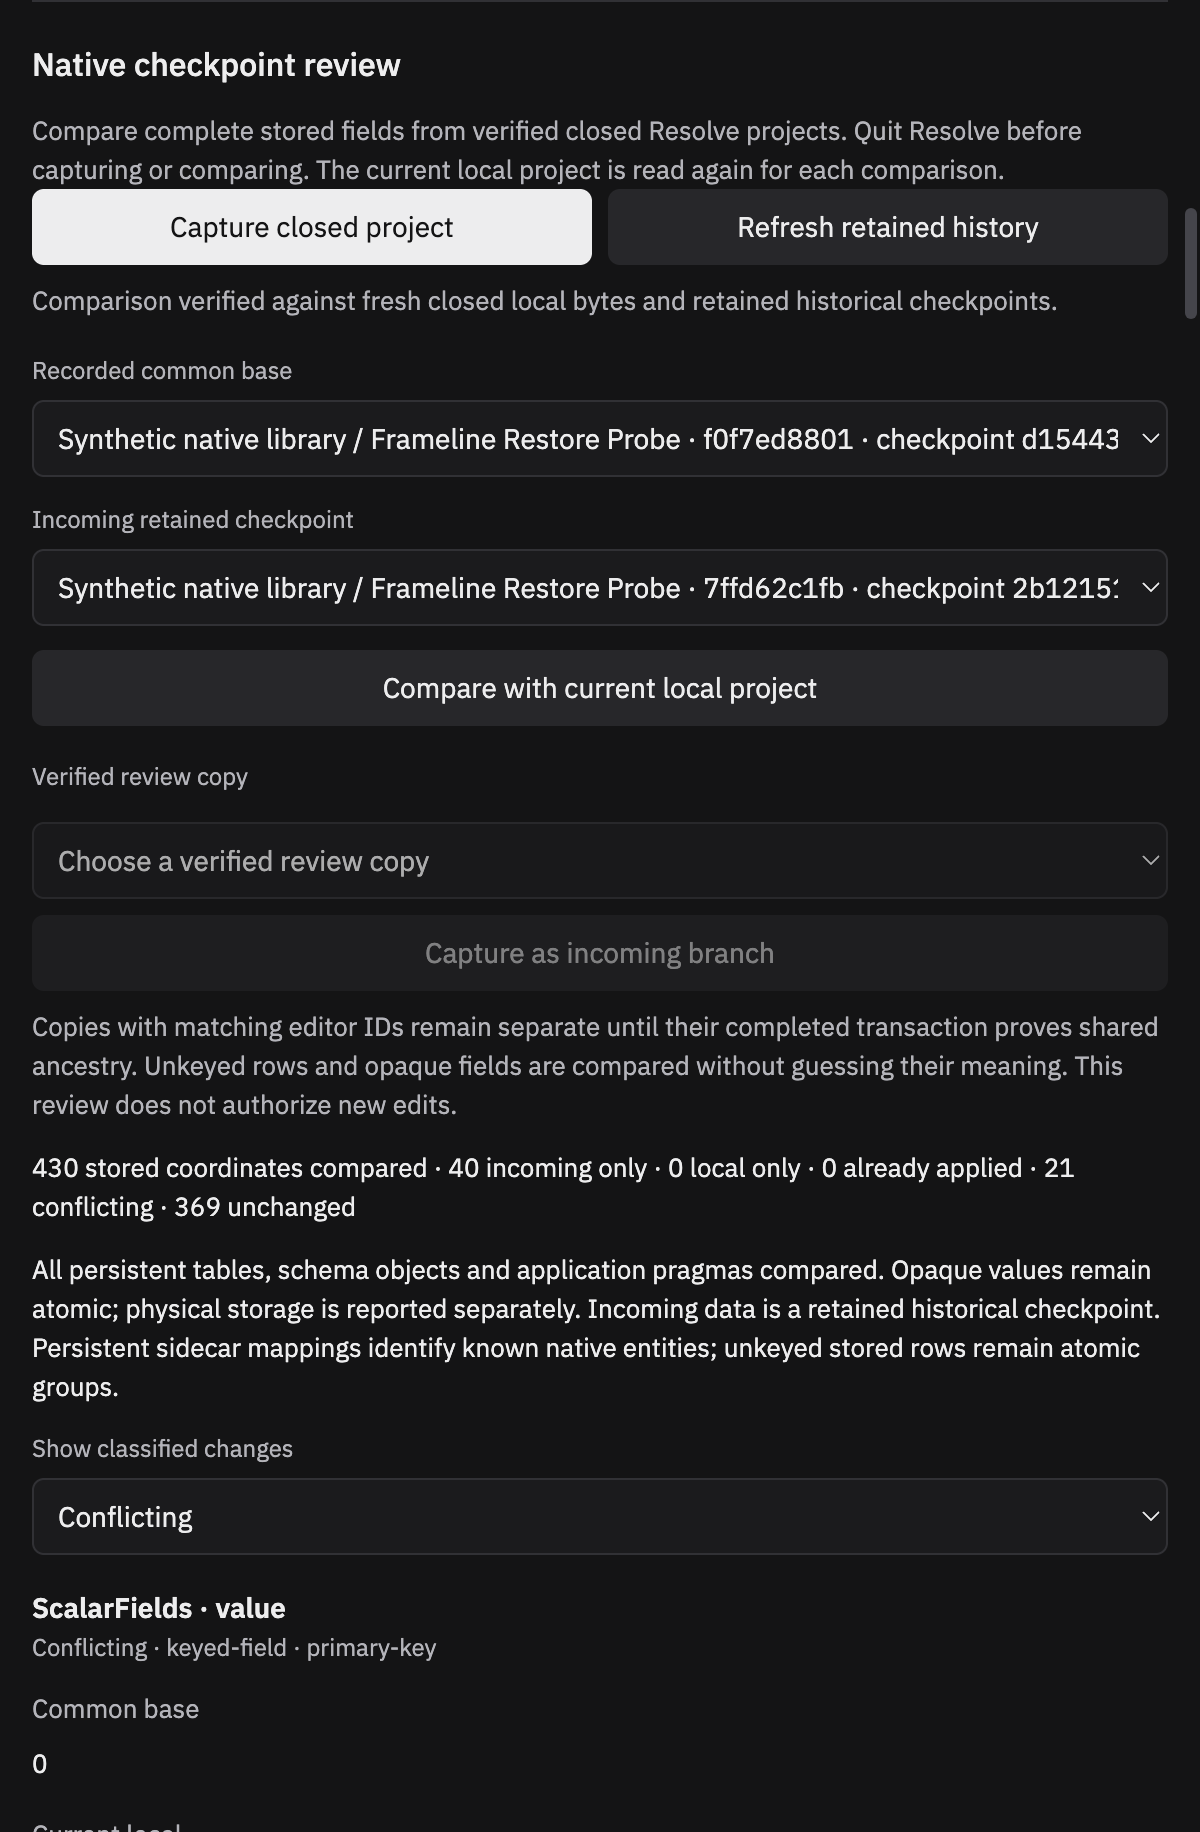 Native checkpoint review
Compare complete stored fields from verified closed Resolve projects. Quit Resolve before
capturing or comparing. The current local project is read again for each comparison.
Capture closed project
Refresh retained history
Comparison verified against fresh closed local bytes and retained historical checkpoints.
Recorded common base
Synthetic native library / Frameline Restore Probe · f0f7ed8801 · checkpoint d15443
Incoming retained checkpoint
Synthetic native library / Frameline Restore Probe · 7ffd62c1fb · checkpoint 2b12151
Compare with current local project
Verified review copy
Choose a verified review copy
Capture as incoming branch
Copies with matching editor IDs remain separate until their completed transaction proves shared
ancestry. Unkeyed rows and opaque fields are compared without guessing their meaning. This
review does not authorize new edits.
430 stored coordinates compared · 40 incoming only · 0 local only · 0 already applied · 21
conflicting · 369 unchanged
All persistent tables, schema objects and application pragmas compared. Opaque values remain
atomic; physical storage is reported separately. Incoming data is a retained historical checkpoint.
Persistent sidecar mappings identify known native entities; unkeyed stored rows remain atomic
groups.
Show classified changes
Conflicting
ScalarFields · value
Conflicting · keyed-field · primary-key
Common base
0
Current local